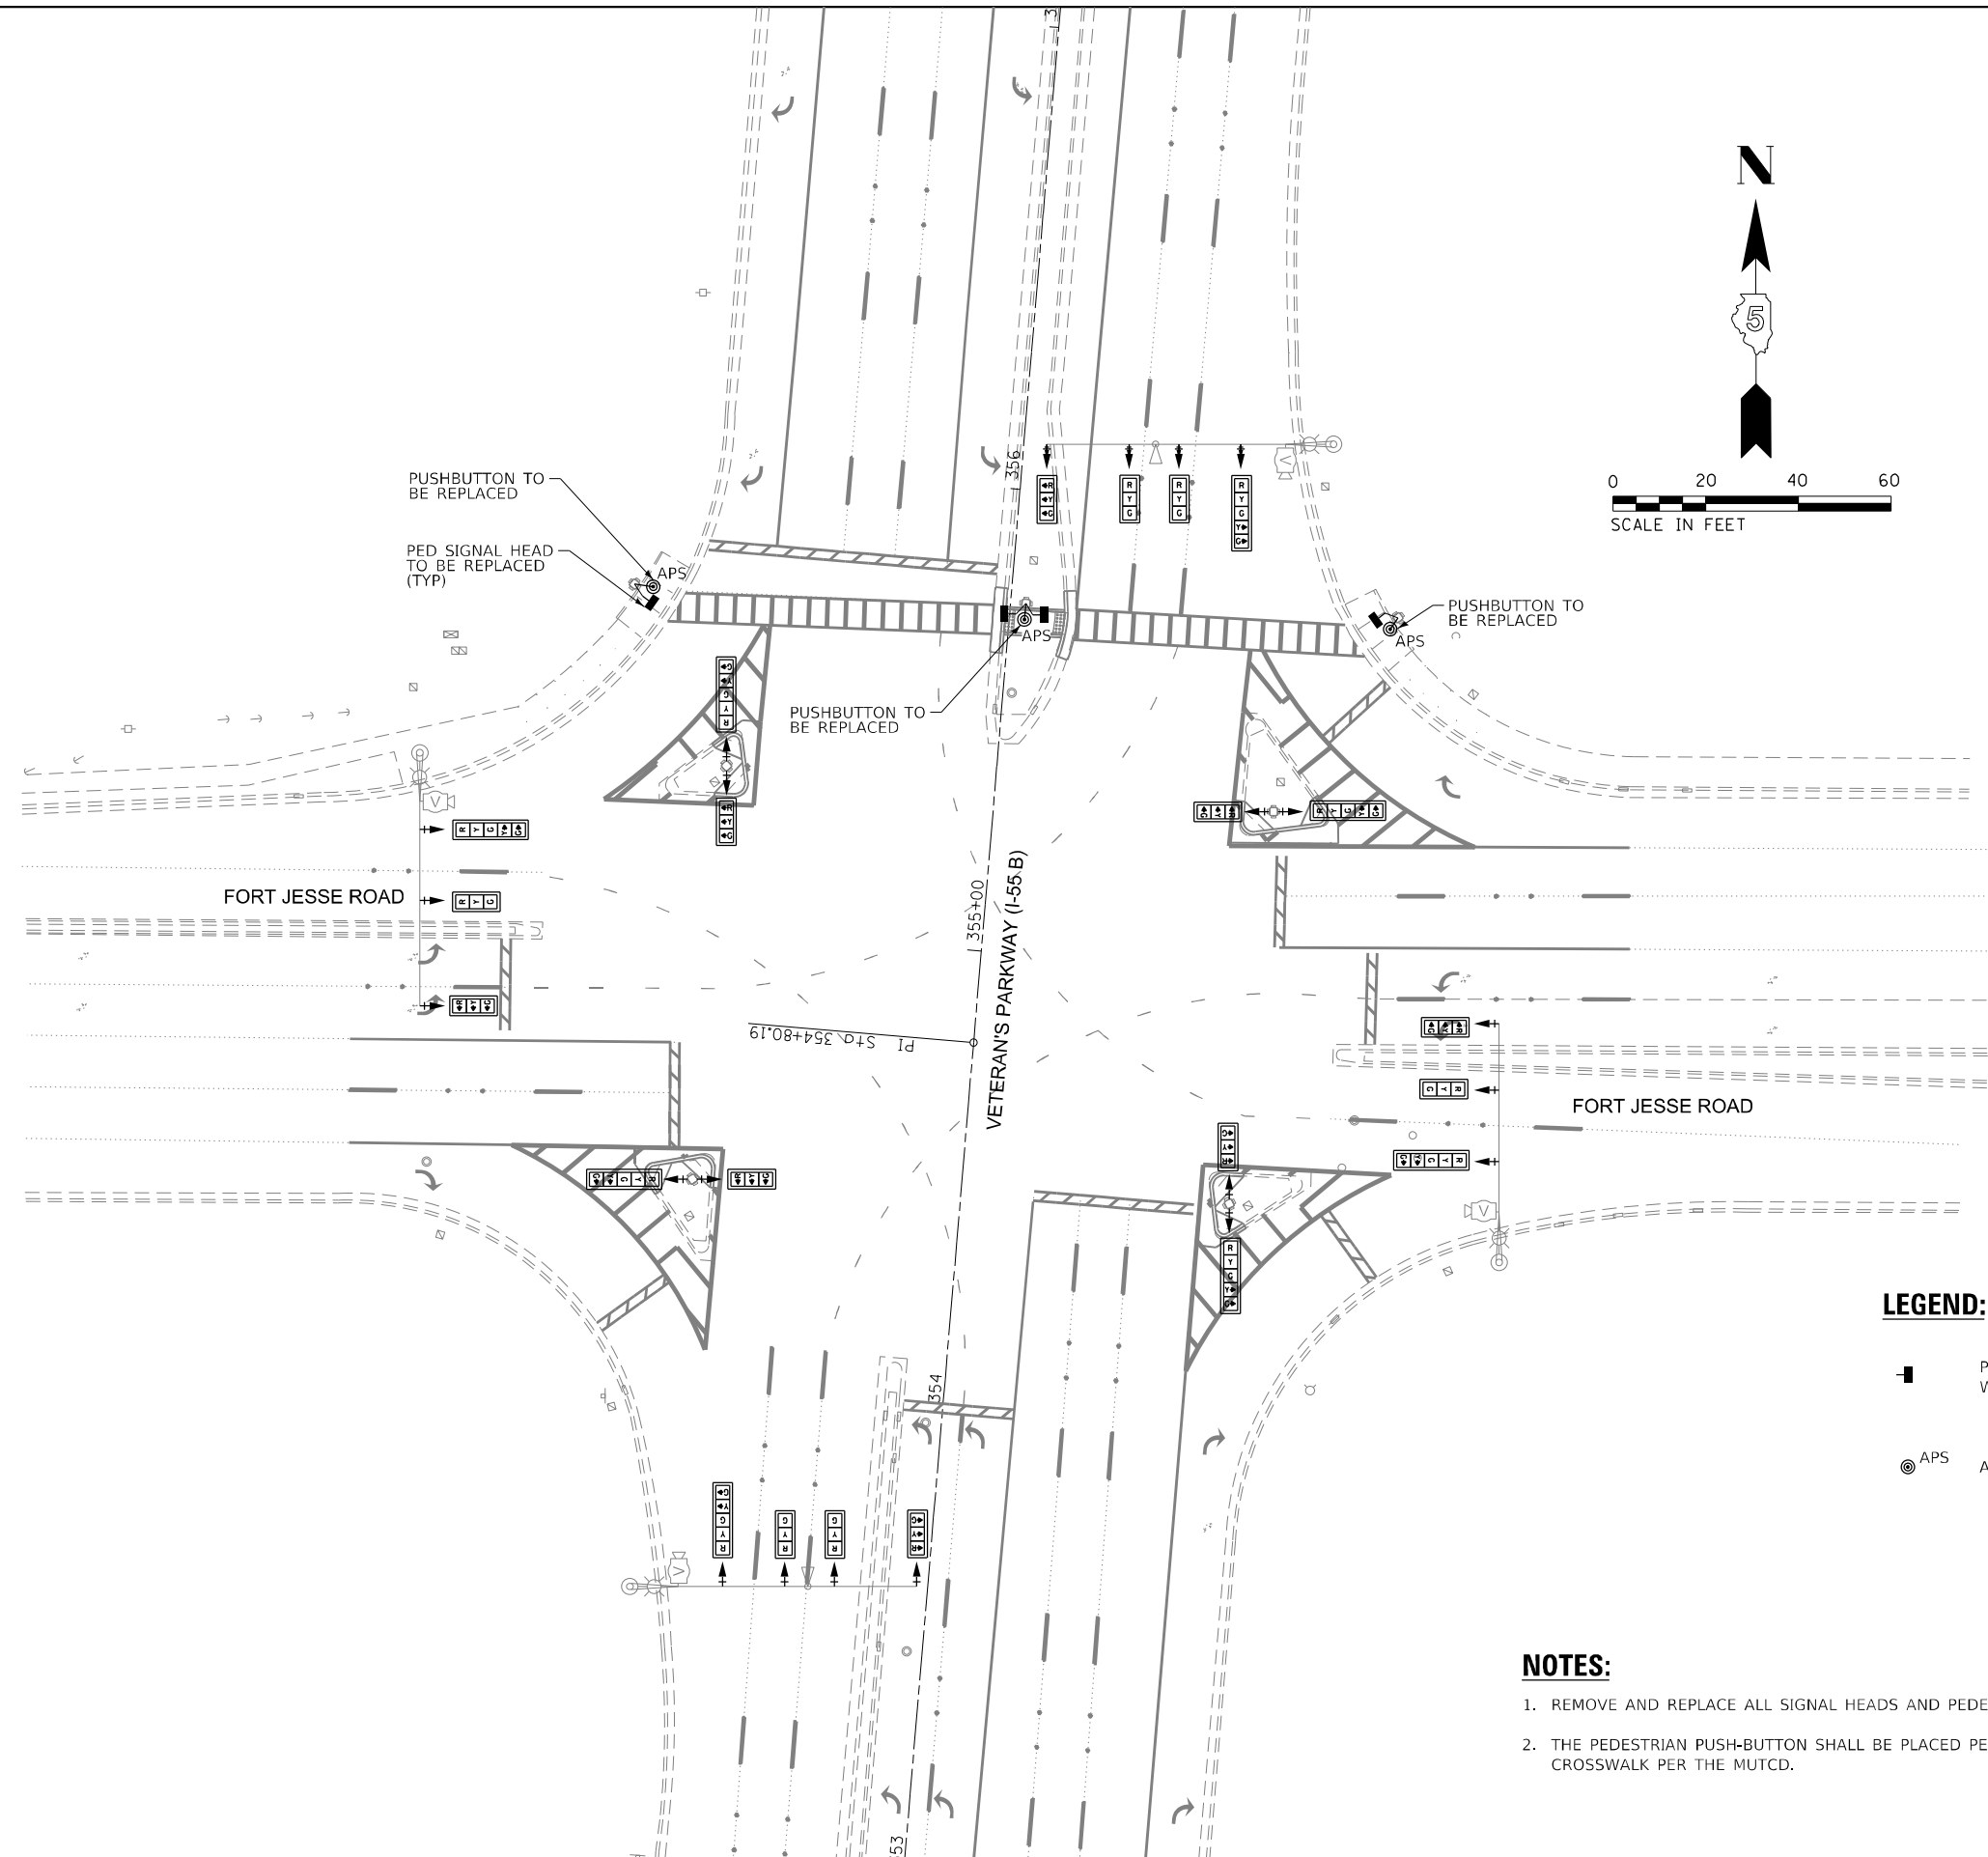 N
5
0 20 40 60
SCALE IN FEET
356
R
Y
G
R
Y
G
R
Y
G
R
Y
G
Y
G
PUSHBUTTON TO
BE REPLACED
PED SIGNAL HEAD
TO BE REPLACED
(TYP)
APS
APS
PUSHBUTTON TO
BE REPLACED
APS
PUSHBUTTON TO
BE REPLACED
G
Y
G
Y
R
R
Y
G
V
V
R Y G Y G
G Y R
R Y G Y G
FORT JESSE ROAD
R Y G
R Y G
355+00
VETERAN'S PARKWAY (I-55 B)
PI Sta 354+80.19
G Y R
G Y R
G Y G Y R
FORT JESSE ROAD
V
G Y G Y R
R Y G
G
Y
R
R
Y
G
Y
G
354
G
Y
G
Y
R
G
Y
R
G
Y
R
G
Y
R
V
353
LEGEND:
APS
NOTES:
1. REMOVE AND REPLACE ALL SIGNAL HEADS AND
2. THE PEDESTRIAN PUSH-BUTTON SHALL BE PLACED
CROSSWALK PER THE MUTCD.